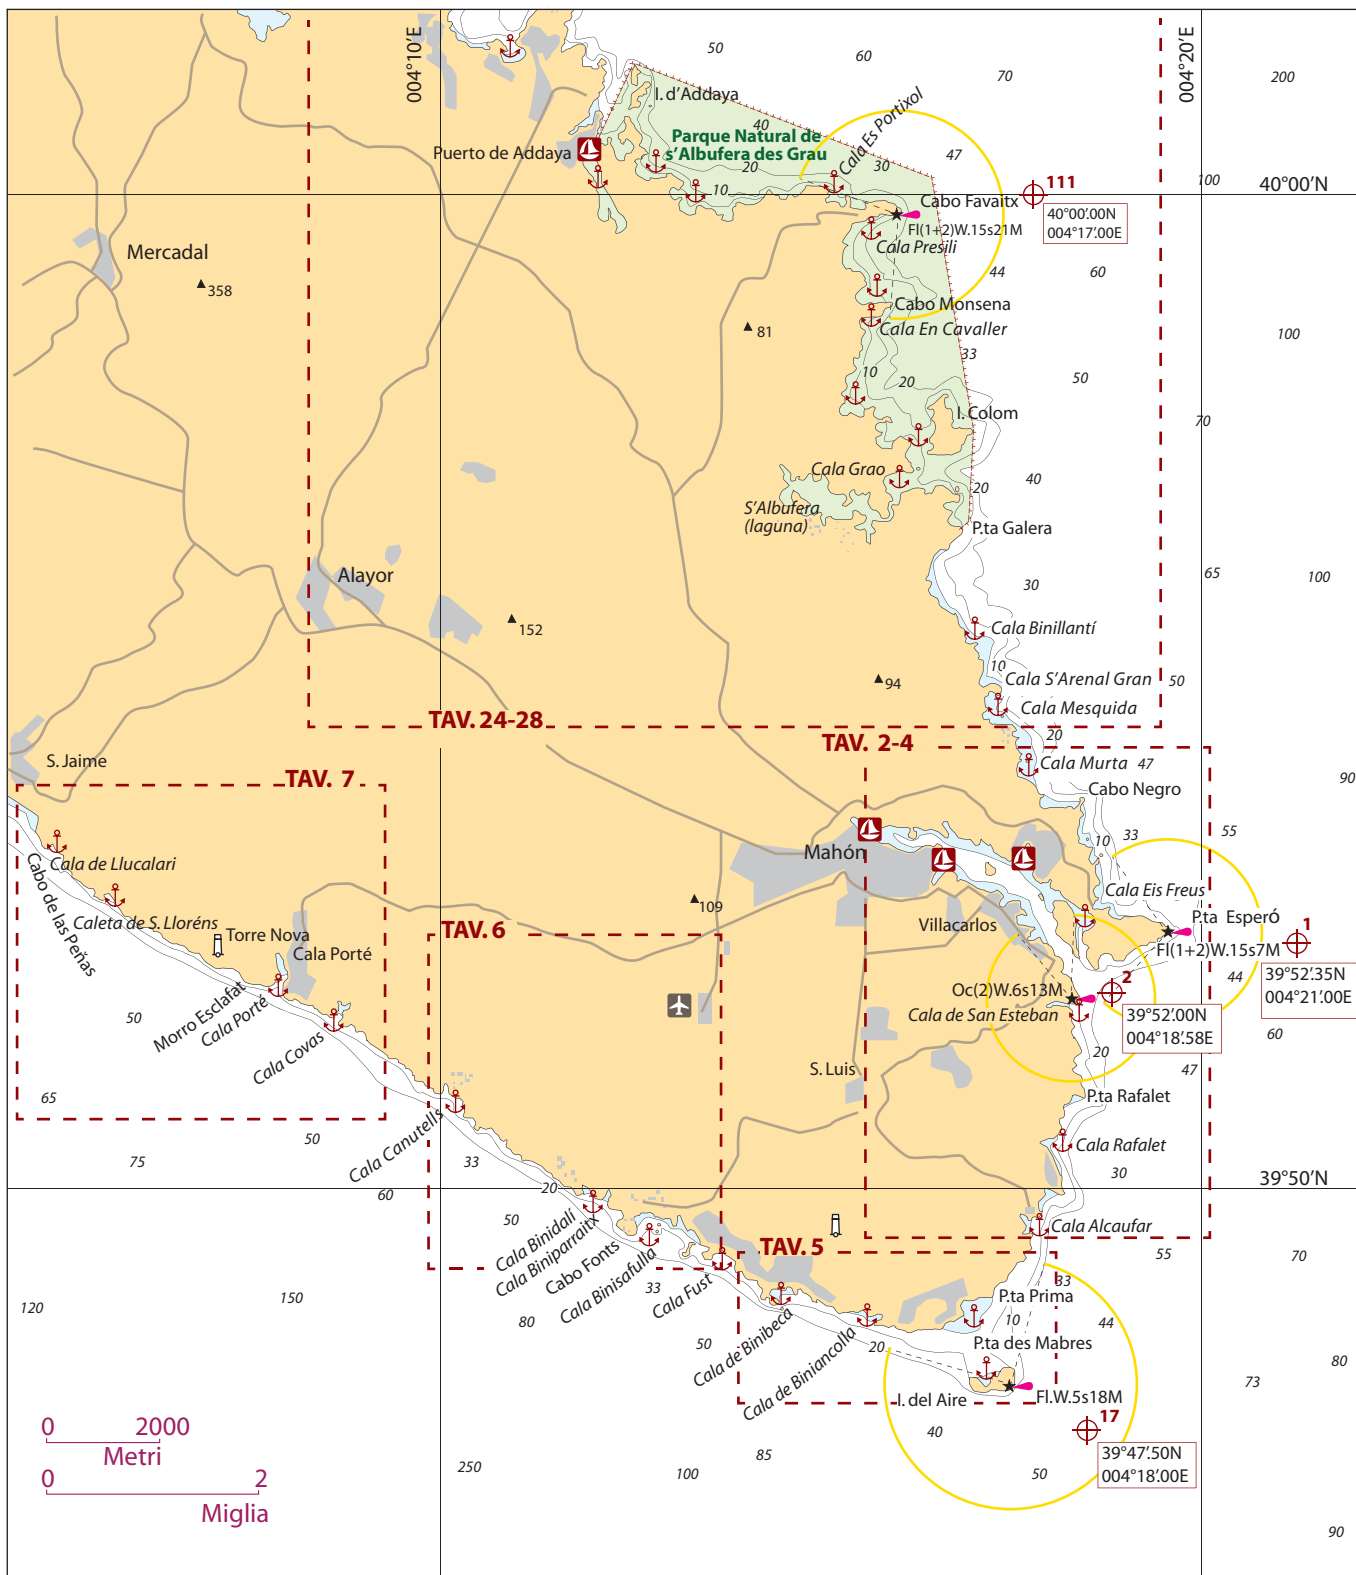 004°10’E
50
60
70
004°20’E
200
I. d’Addaya
40
Parque Natural de
s’Albufera des Grau
Cala Es Portixol
Puerto de Addaya
20
30
47
10
111
100
40°00’N
Cabo Favaitx
40°00’.00N
004°17’.00E
Fl(1+2)W.15s21M
Cala Presili
44
60
Mercadal
358
Cabo Monsena
81
Cala En Cavaller
100
33
10
20
50
I. Colom
70
Cala Grao
40
20
S’Albufera
(laguna)
P.ta Galera
Alayor
65
100
30
152
Cala Binillantí
10
94
Cala S’Arenal Gran
50
Cala Mesquida
TAV. 24-28
20
TAV. 2-4
S. Jaime
Cala Murta
47
TAV. 7
90
Cabo Negro
33
55
10
Mahón
Cala de Llucalari
Cabo de las Peñas
Cala Eis Freus
Caleta de S. Lloréns
109
Villacarlos
P.ta Esperó
1
Torre Nova
TAV. 6
Fl(1+2)W.15s7M
Cala Porté
44
39°52’.35N
004°21’.00E
2
Oc(2)W.6s13M
Morro Esclafat
Cala Porté
Cala de San Esteban
39°52’.00N
004°18’.58E
50
60
Cala Covas
20
47
S. Luis
65
P.ta Rafalet
Cala Canutells
50
Cala Rafalet
75
33
30
60
20
39°50’N
50
Cala Binidalí
Cala Biniparraitx
Cabo Fonts
Cala Binisafulla
Cala Alcaufar
TAV. 5
55
70
33
33
Cala Fust
150
P.ta Prima
120
80
10
44
Cala de Binibeca
Cala de Biniancolla
50
20
P.ta des Mabres
80
73
I. del Aire
Fl.W.5s18M
17
0 2000
Metri
40
85
39°47’.50N
004°18’.00E
250
100
50
0 2
Miglia
90